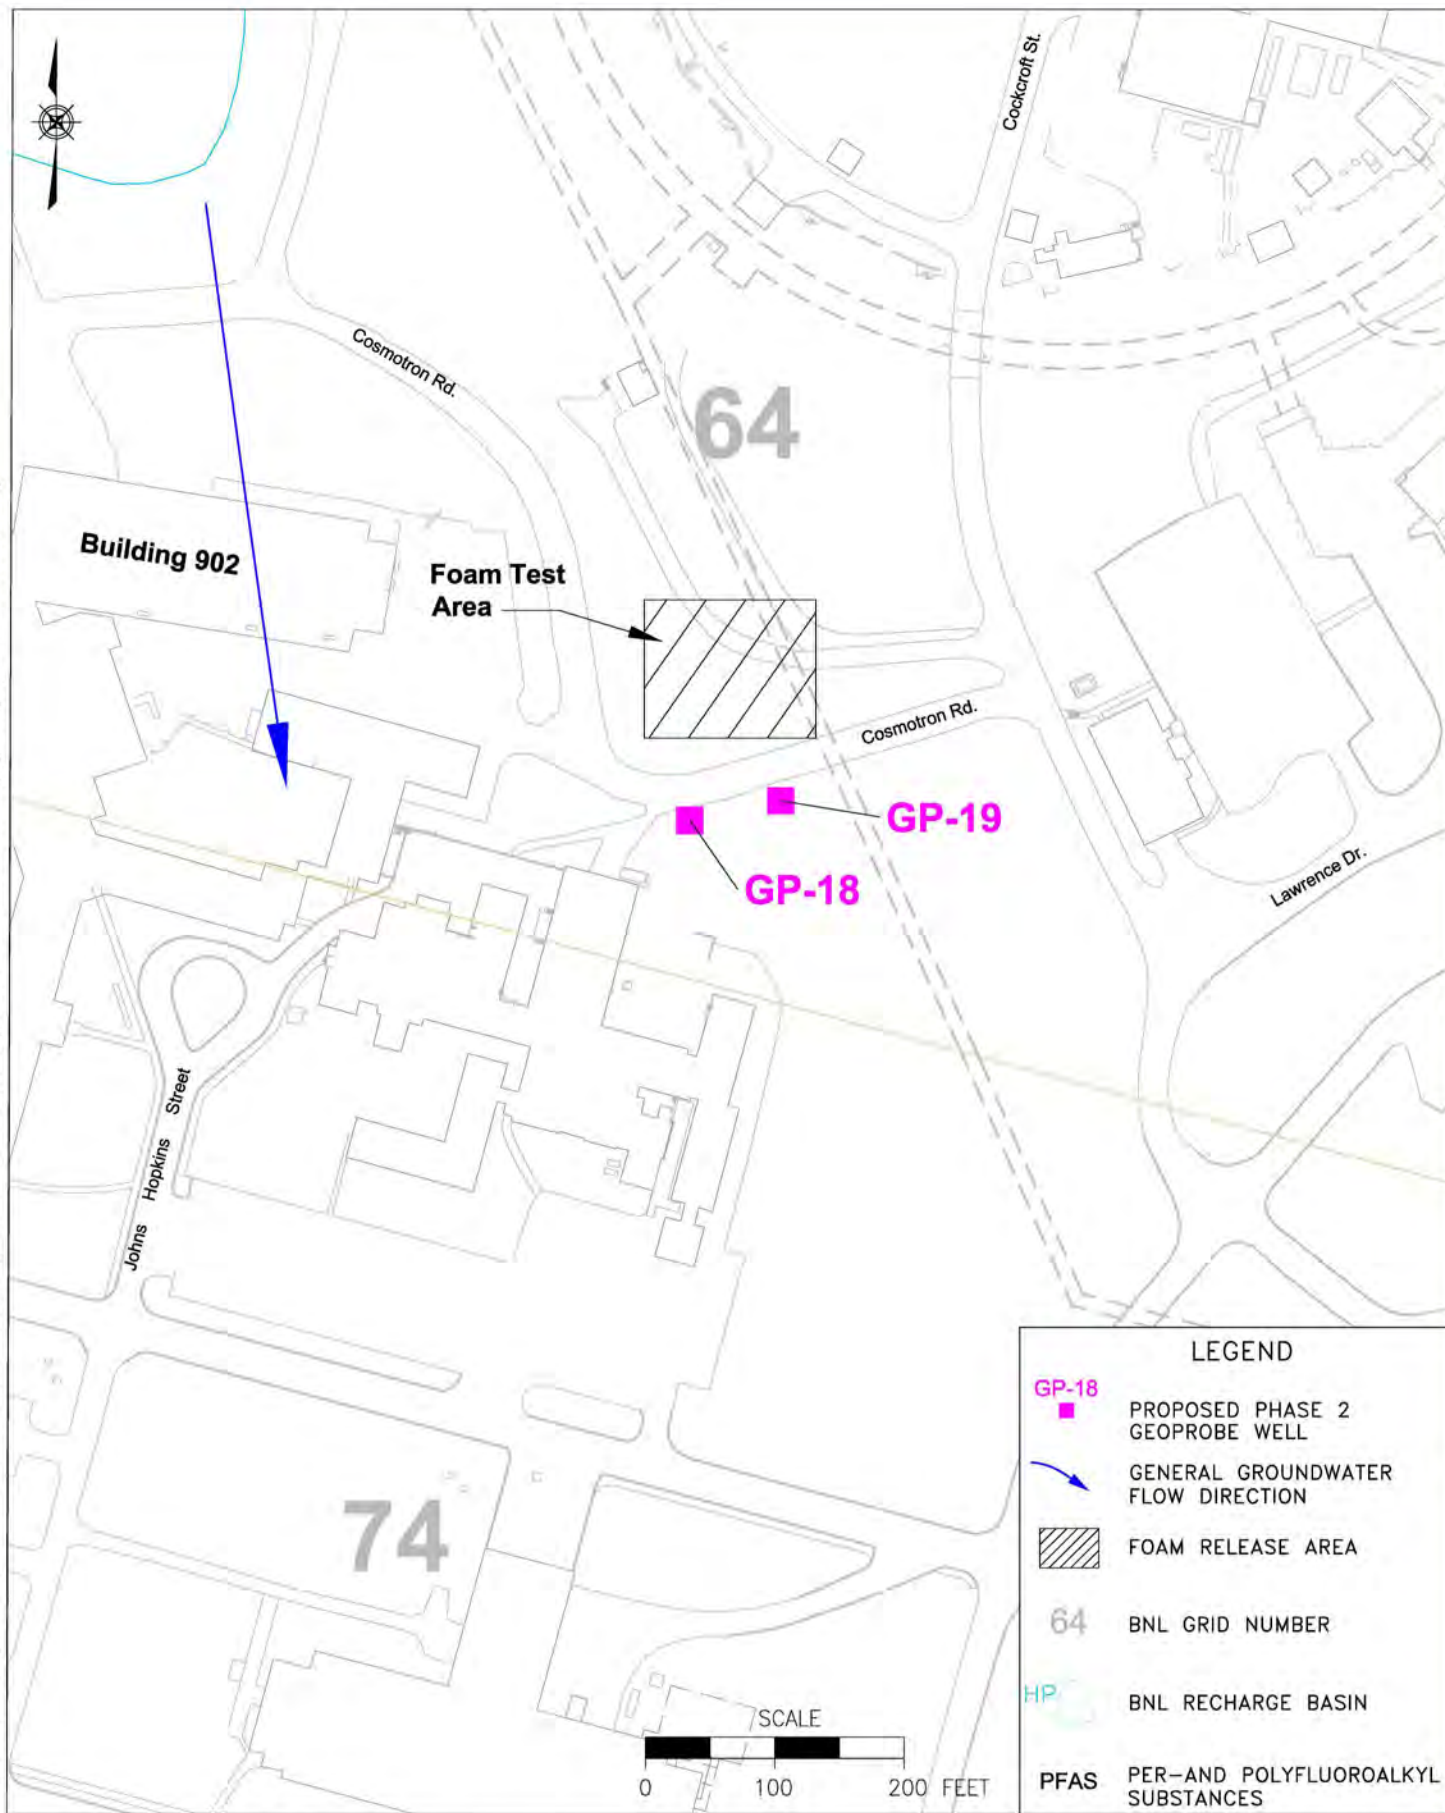 Cockcroft St.
Cosmotron Rd.
64
Building 902
Foam Test
Area
Cosmotron Rd.
GP-19
GP-18
Lawrence Dr.
Johns Hopkins Street
74
SCALE
0 100 200 FEET
LEGEND
GP-18
PROPOSED PHASE 2
GEOPROBE WELL
GENERAL GROUNDWATER
FLOW DIRECTION
FOAM RELEASE AREA
64 BNL GRID NUMBER
HP BNL RECHARGE BASIN
PFAS PER-AND POLYFLUOROALKYL
SUBSTANCES